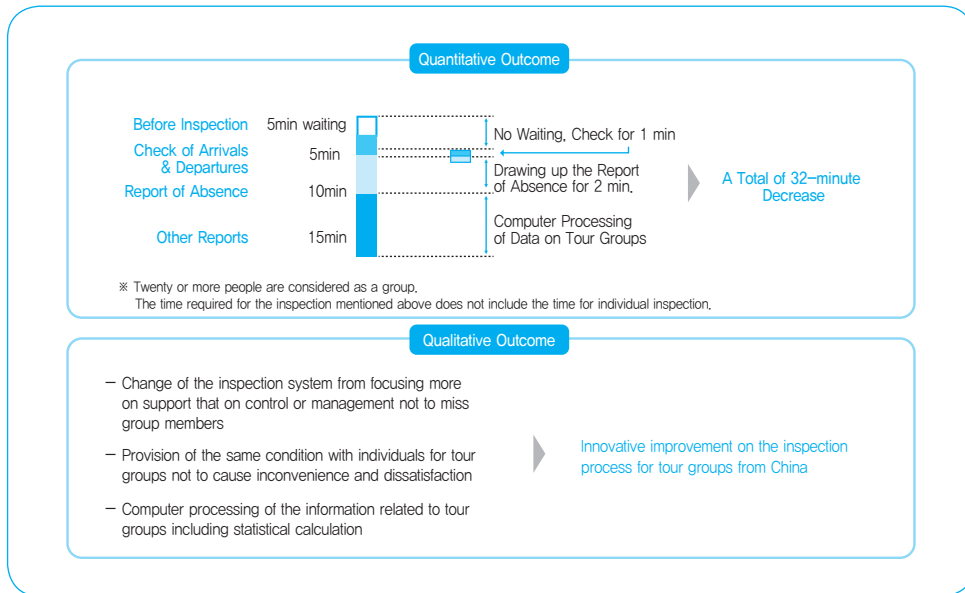 Quantitative Outcome
Before Inspection 5min waiting
No Waiting, Check for 1 min
Check of Arrivals
& Departures
5min
Drawing up the Report
of Absence for 2 min.
Report of Absence 10min
A Total of 32-minute
Decrease
Computer Processing
of Data on Tour Groups
Other Reports 15min
※ Twenty or more people are considered as a group.
The time required for the inspection mentioned above does not include the time for individual inspection.
Qualitative Outcome
– Change of the inspection system from focusing more
on support that on control or management not to miss
group members
– Provision of the same condition with individuals for tour
groups not to cause inconvenience and dissatisfaction
– Computer processing of the information related to tour
groups including statistical calculation
Innovative improvement on the inspection
process for tour groups from China